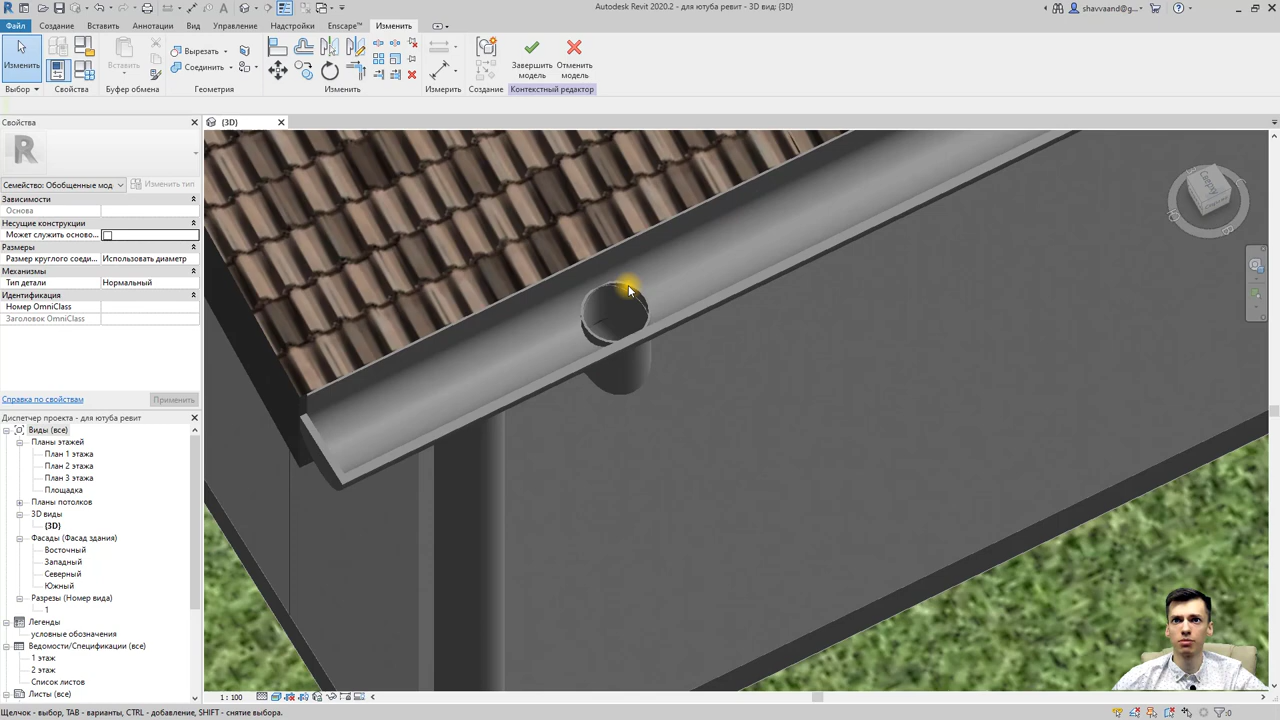 Autodesk Revit 2020.2 - для ютуба ревит - 3D вид: {3D}
shavvaand@g...
Файл Создание Вставить Аннотации Вид Управление Надстройки Enscape™ Изменить
Изменить Вставить Вырезать Соединить Завершить модель Отменить модель
Выбор Свойства Буфер обмена Геометрия Изменить Измерить Создание Контекстный редактор
Свойства
{3D}
R
Семейство: Обобщенные мод Изменить тип
Зависимости
Основа
Несущие конструкции
Может служить осново...
Размеры
Размер круглого соеди... Использовать диаметр
Механизмы
Тип детали Нормальный
Идентификация
Номер OmniClass
Заголовок OmniClass
Справка по свойствам Применить
Диспетчер проекта - для ютуба ревит
Виды (все)
Планы этажей
План 1 этажа
План 2 этажа
План 3 этажа
Площадка
Планы потолков
3D виды
{3D}
Фасады (Фасад здания)
Восточный
Западный
Северный
Южный
Разрезы (Номер вида)
1
Легенды
условные обозначения
Ведомости/Спецификации (все)
1 этаж
2 этаж
Список листов
Листы (все)
1 : 100
Щелчок - выбор, TAB - варианты, CTRL - добавление, SHIFT - снятие выбора.
:0